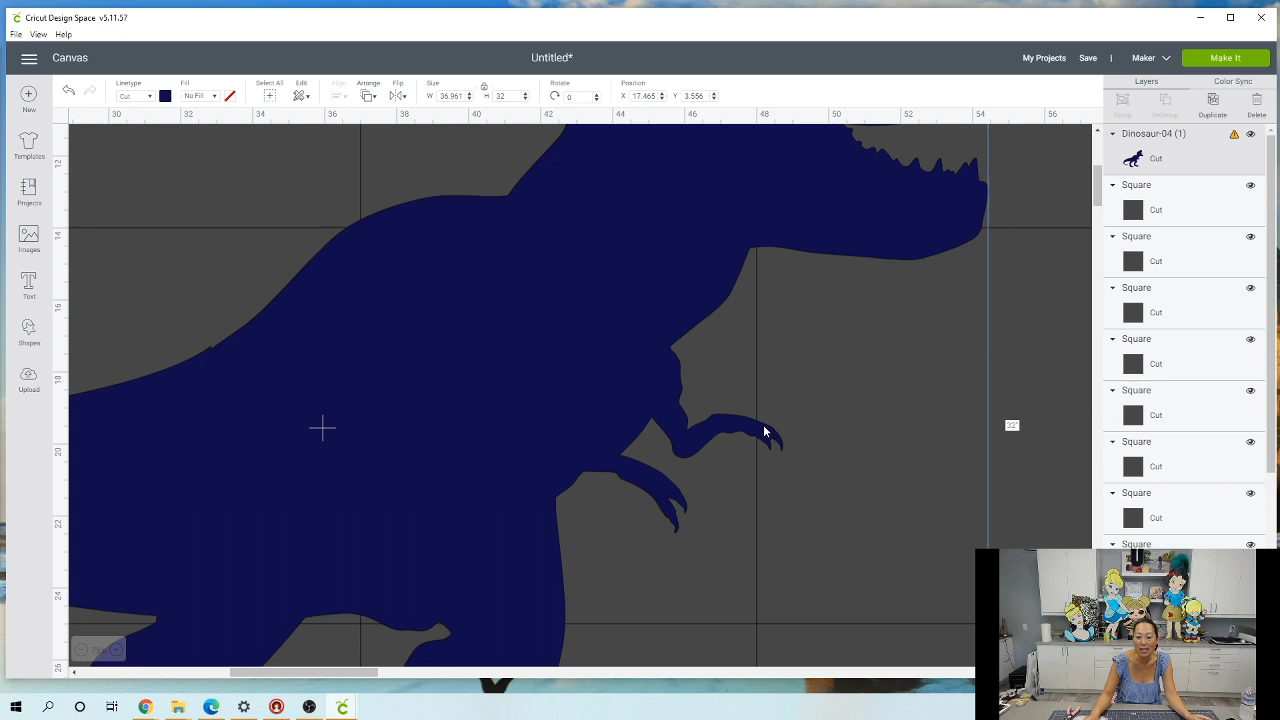 Cricut Design Space v5.11.57
File View Help
Canvas
Untitled*
My Projects Save | Maker Make It
Linetype Fill Select All Edit Align Arrange Flip Size Rotate Position
Cut No Fill W 36.961 H 32 0 X 17.465 Y 3.556
Layers Color Sync
Group UnGroup Duplicate Delete
New
Templates
Projects
Images
Text
Shapes
Upload
30 32 34 36 38 40 42 44 46 48 50 52 54 56
12
14
16
18
20
22
24
26
32"
75%
Dinosaur-04 (1)
Cut
Square
Cut
Square
Cut
Square
Cut
Square
Cut
Square
Cut
Square
Cut
Square
Cut
Square